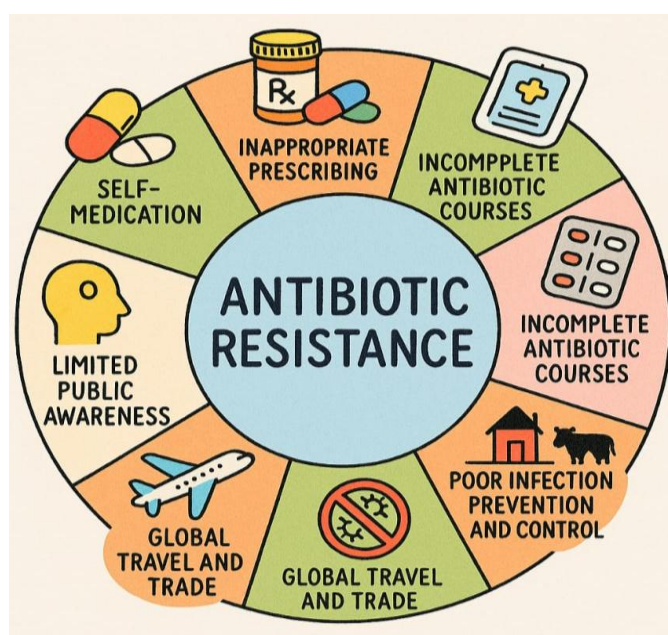 ANTIBIOTIC
RESISTANCE
Rx
INAPPROPRIATE
PRESCRIBING
INCOMPPLETE
ANTIBIOTIC
COURSES
INCOMPLETE
ANTIBIOTIC
COURSES
POOR INFECTION
PREVENTION
AND CONTROL
GLOBAL TRAVEL
AND TRADE
GLOBAL
TRAVEL AND
TRADE
LIMITED
PUBLIC
AWARENESS
SELF-
MEDICATION